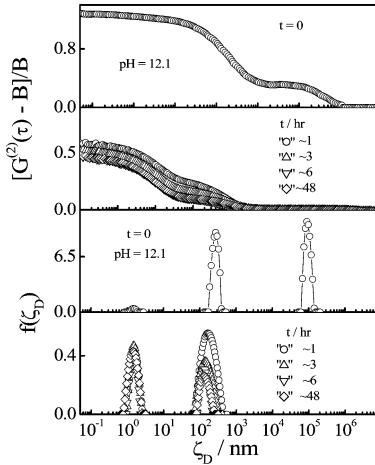 [G(2)(τ) - B]/B
0.8
0.0
t = 0
pH = 12.1
0.5
0.0
t / hr
"○" ~1
"△" ~3
"▽" ~6
"◇" ~48
f(ζD)
6.5
0.0
t = 0
pH = 12.1
0.4
0.0
t / hr
"○" ~1
"△" ~3
"▽" ~6
"◇" ~48
10-1 100 101 102 103 104 105 106
ζD / nm